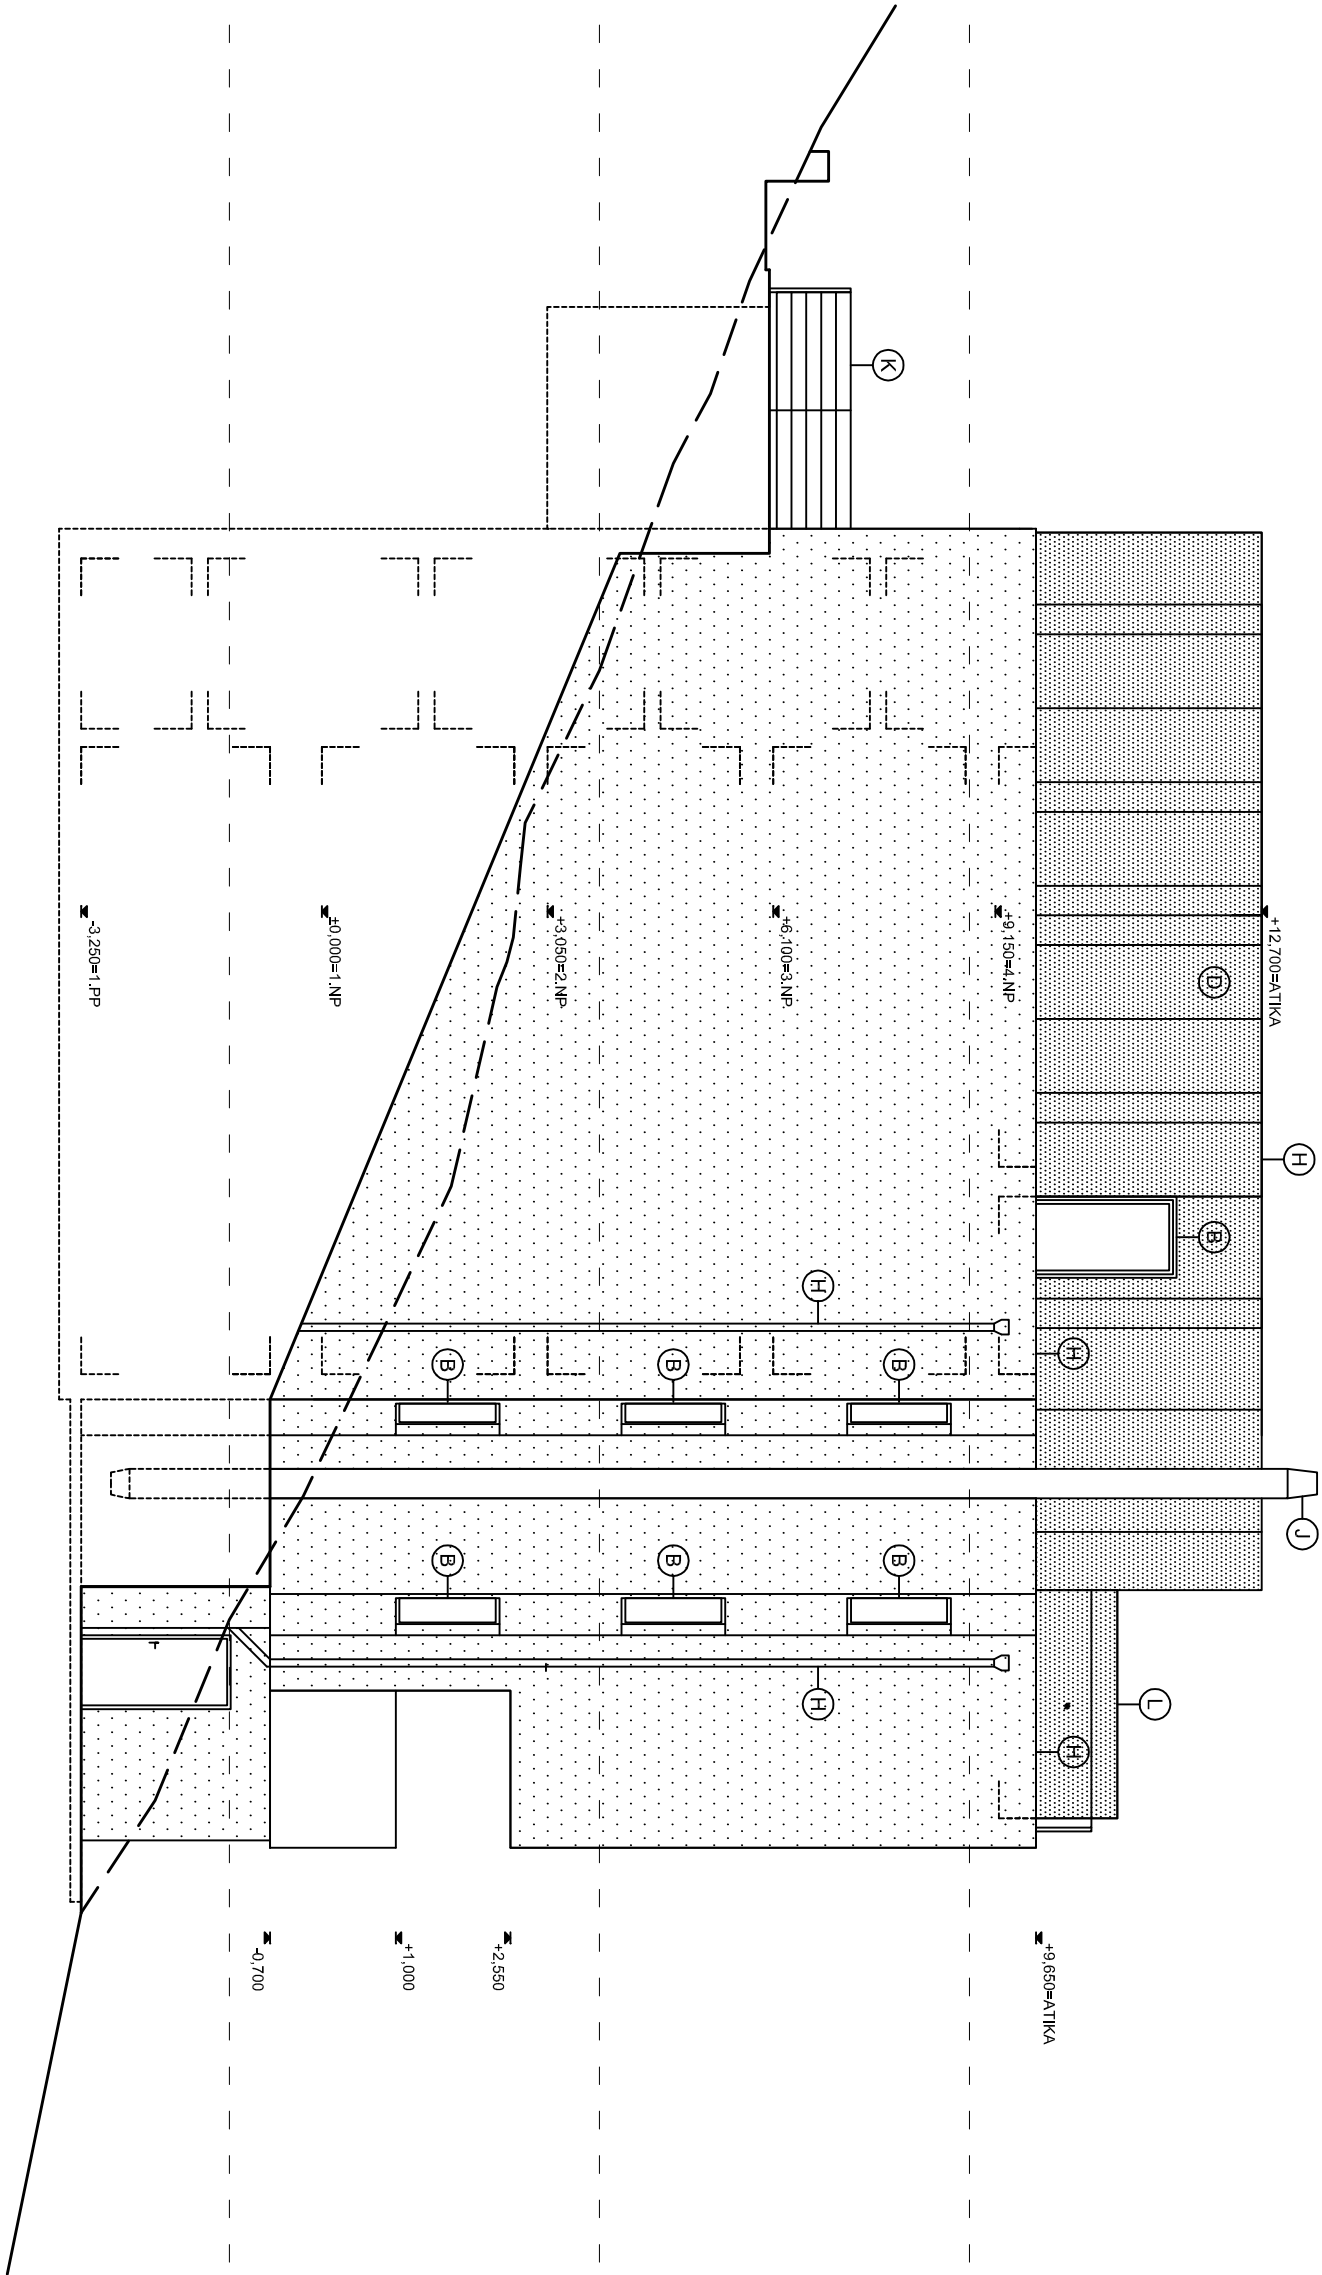 H
J
+12,700=ATIKA
D
B
L
H
H
+9,650=ATIKA
+9,150=4.NP
K
B
B
H
H
+6,100=3.NP
B
B
+3,050=2.NP
+2,550
B
B
+1,000
±0,000=1.NP
-0,700
-3,250=1.PP